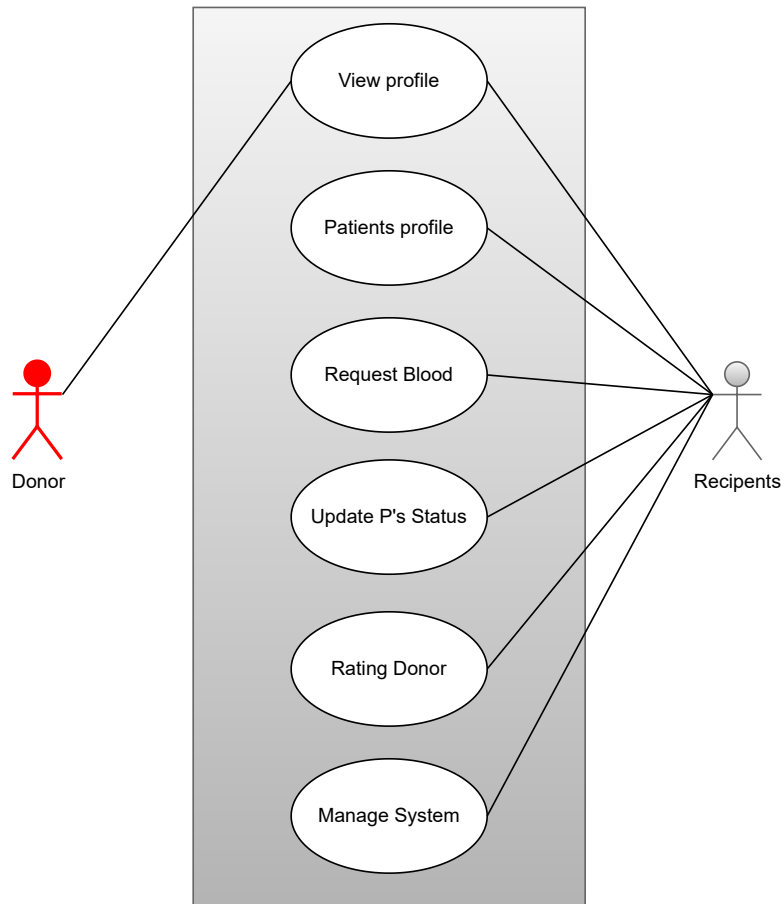 View profile
Patients profile
Request Blood
Donor
Recipents
Update P's Status
Rating Donor
Manage System